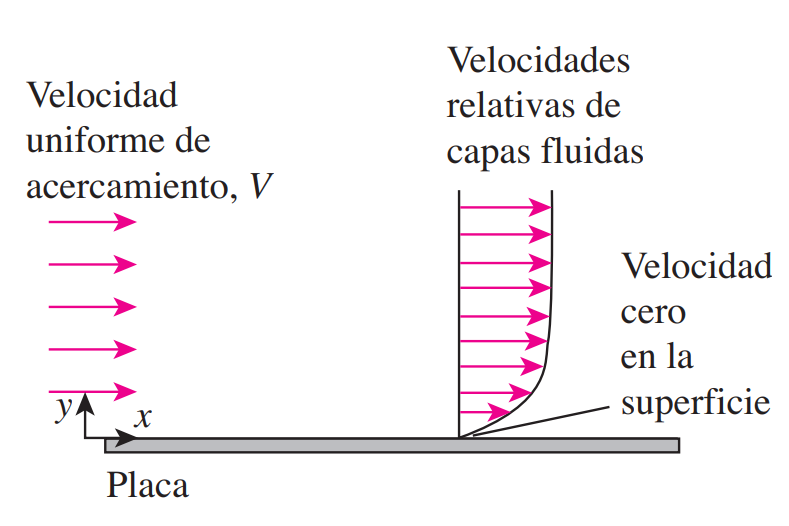 Velocidad
uniforme de
acercamiento, V
Velocidades
relativas de
capas fluidas
Velocidad
cero
en la
superficie
y
x
Placa